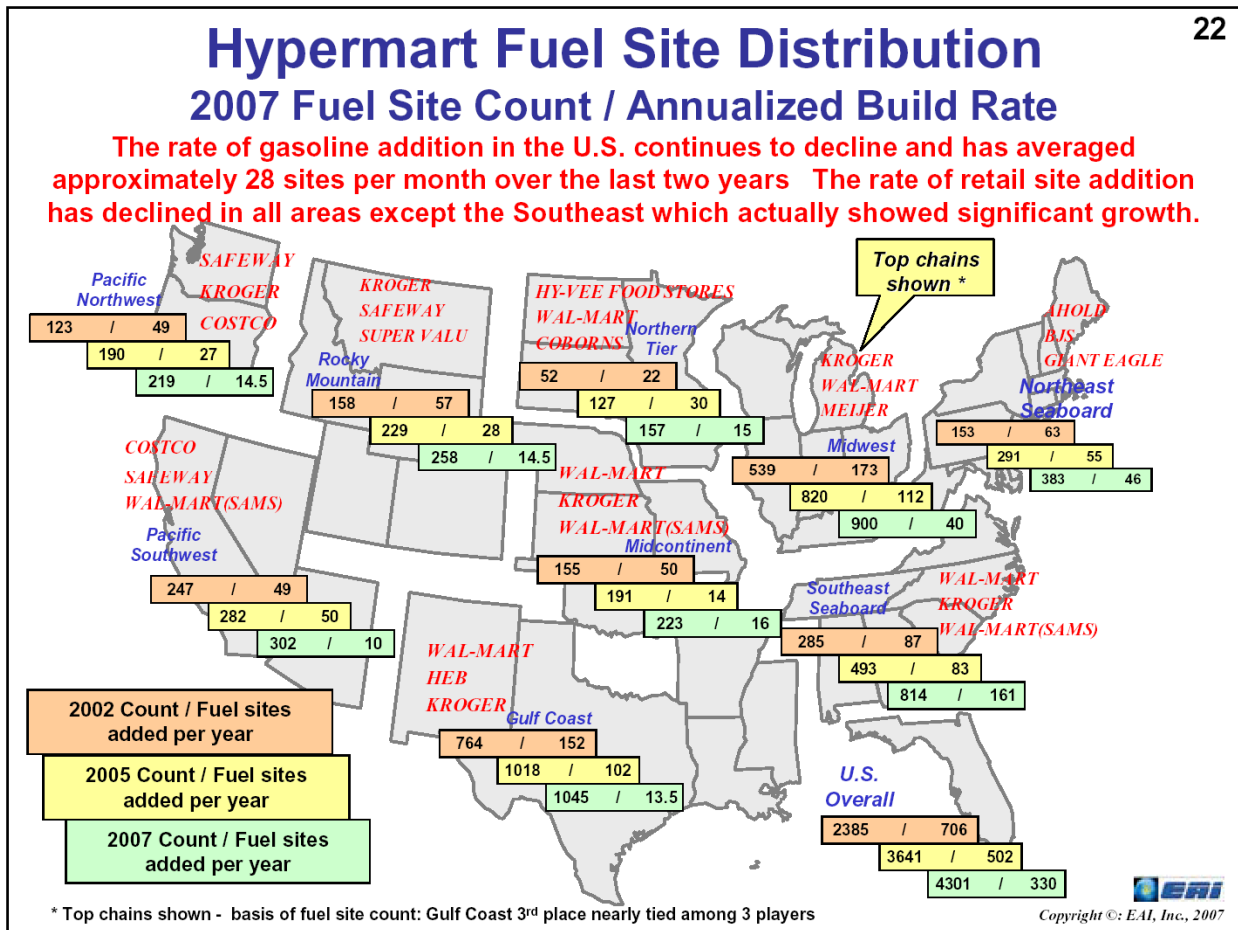 22
Hypermart Fuel Site Distribution
2007 Fuel Site Count / Annualized Build Rate
The rate of gasoline addition in the U.S. continues to decline and has averaged
approximately 28 sites per month over the last two years   The rate of retail site addition
has declined in all areas except the Southeast which actually showed significant growth.
Pacific
Northwest
SAFEWAY
KROGER
COSTCO
123 / 49
190 / 27
219 / 14.5
KROGER
SAFEWAY
SUPER VALU
Rocky
Mountain
158 / 57
229 / 28
258 / 14.5
HY-VEE FOOD STORES
WAL-MART
COBORNS
Northern
Tier
52 / 22
127 / 30
157 / 15
Top chains
shown *
KROGER
WAL-MART
MEIJER
Midwest
539 / 173
820 / 112
900 / 40
AHOLD
BJS
GIANT EAGLE
Northeast
Seaboard
153 / 63
291 / 55
383 / 46
COSTCO
SAFEWAY
WAL-MART(SAMS)
Pacific
Southwest
247 / 49
282 / 50
302 / 10
WAL-MART
KROGER
WAL-MART(SAMS)
Midcontinent
155 / 50
191 / 14
223 / 16
Southeast
Seaboard
WAL-MART
KROGER
WAL-MART(SAMS)
285 / 87
493 / 83
814 / 161
WAL-MART
HEB
KROGER
Gulf Coast
764 / 152
1018 / 102
1045 / 13.5
2002 Count / Fuel sites
added per year
2005 Count / Fuel sites
added per year
2007 Count / Fuel sites
added per year
U.S.
Overall
2385 / 706
3641 / 502
4301 / 330
* Top chains shown - basis of fuel site count: Gulf Coast 3rd place nearly tied among 3 players
EAI
Copyright ©: EAI, Inc., 2007